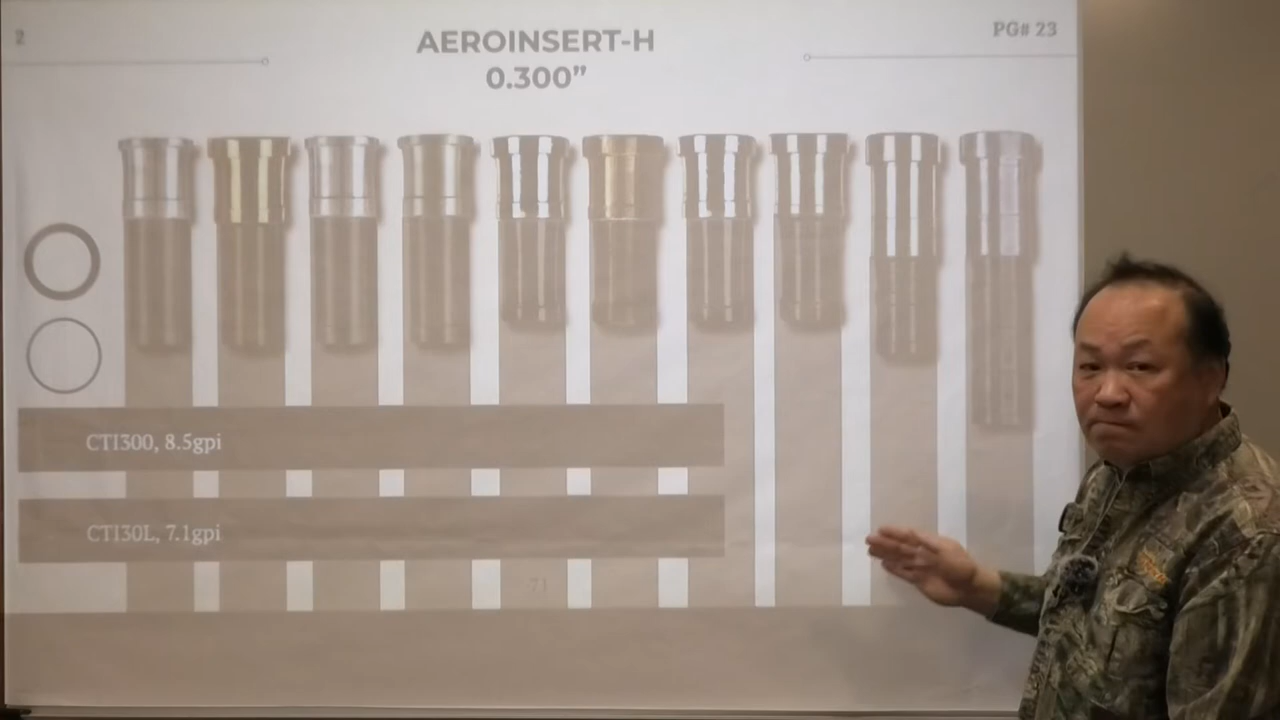 2
AEROINSERT-H
0.300”
PG# 23
CTI300, 8.5gpi
CTI30L, 7.1gpi